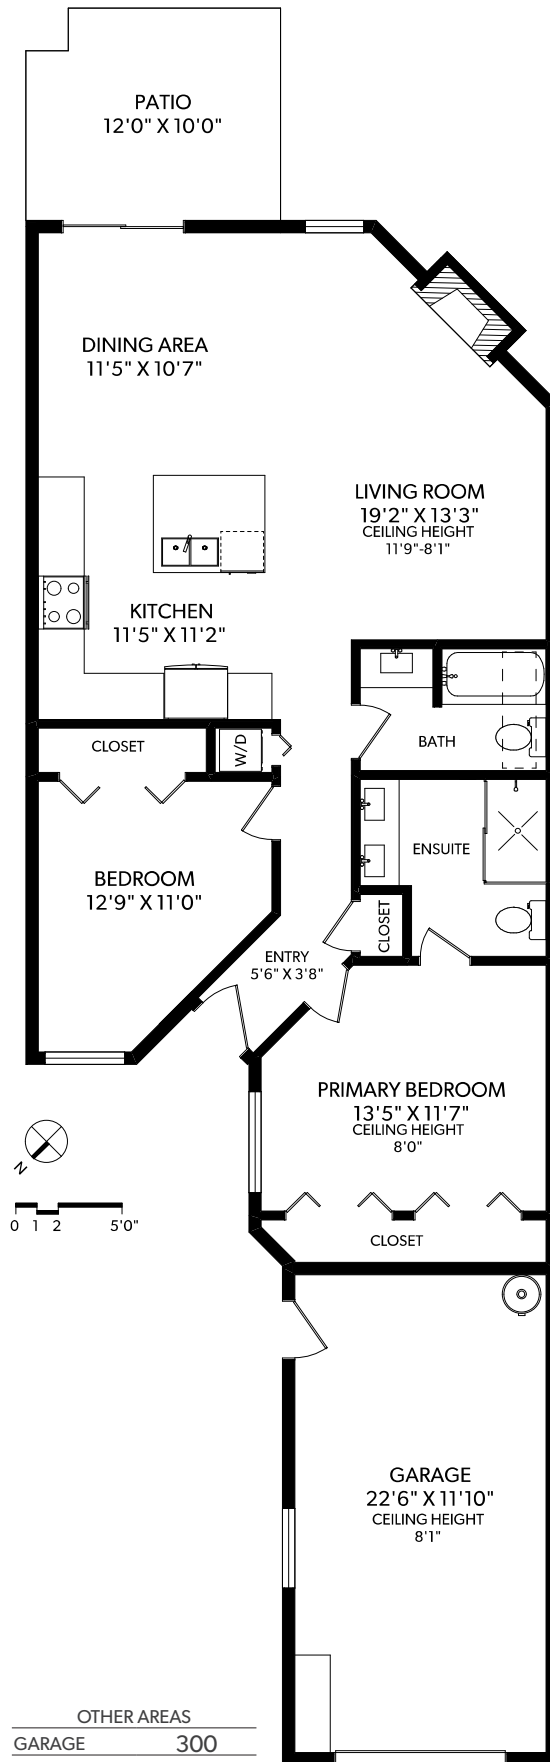 PATIO
12'0" X 10'0"
DINING AREA
11'5" X 10'7"
LIVING ROOM
19'2" X 13'3"
CEILING HEIGHT
11'9"-8'1"
KITCHEN
11'5" X 11'2"
CLOSET
W/D
BATH
ENSUITE
BEDROOM
12'9" X 11'0"
CLOSET
ENTRY
5'6" X 3'8"
PRIMARY BEDROOM
13'5" X 11'7"
CEILING HEIGHT
8'0"
N
0 1 2 5'0"
CLOSET
GARAGE
22'6" X 11'10"
CEILING HEIGHT
8'1"
OTHER AREAS
GARAGE 300